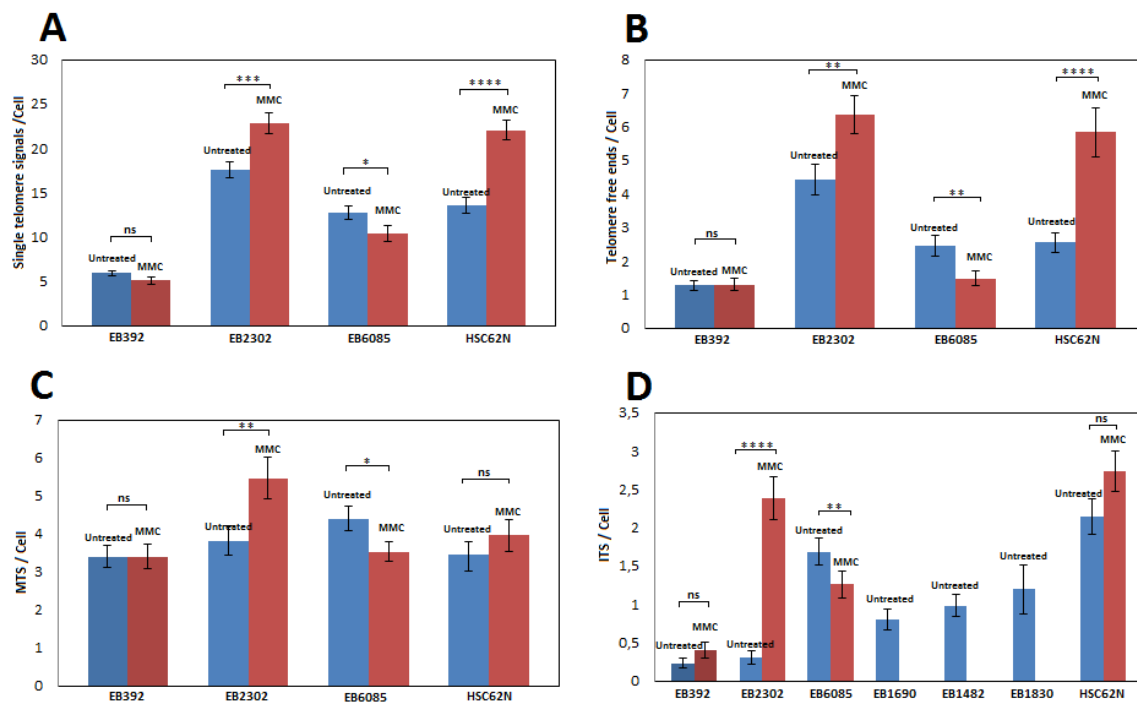 A
Single telomere signals /Cell
30
25
20
15
10
5
0
ns
Untreated
MMC
***
Untreated
MMC
*
Untreated
MMC
****
Untreated
MMC
EB392 EB2302 EB6085 HSC62N
B
Telomere free ends / Cell
8
7
6
5
4
3
2
1
0
ns
Untreated MMC
**
Untreated
MMC
**
Untreated
MMC
****
Untreated
MMC
EB392 EB2302 EB6085 HSC62N
C
MTS / Cell
7
6
5
4
3
2
1
0
ns
Untreated MMC
**
Untreated
MMC
*
Untreated
MMC
ns
Untreated
MMC
EB392 EB2302 EB6085 HSC62N
D
ITS / Cell
3,5
3
2,5
2
1,5
1
0,5
0
ns
Untreated
MMC
****
Untreated
MMC
**
Untreated
MMC
Untreated
Untreated
Untreated
ns
Untreated
MMC
EB392 EB2302 EB6085 EB1690 EB1482 EB1830 HSC62N